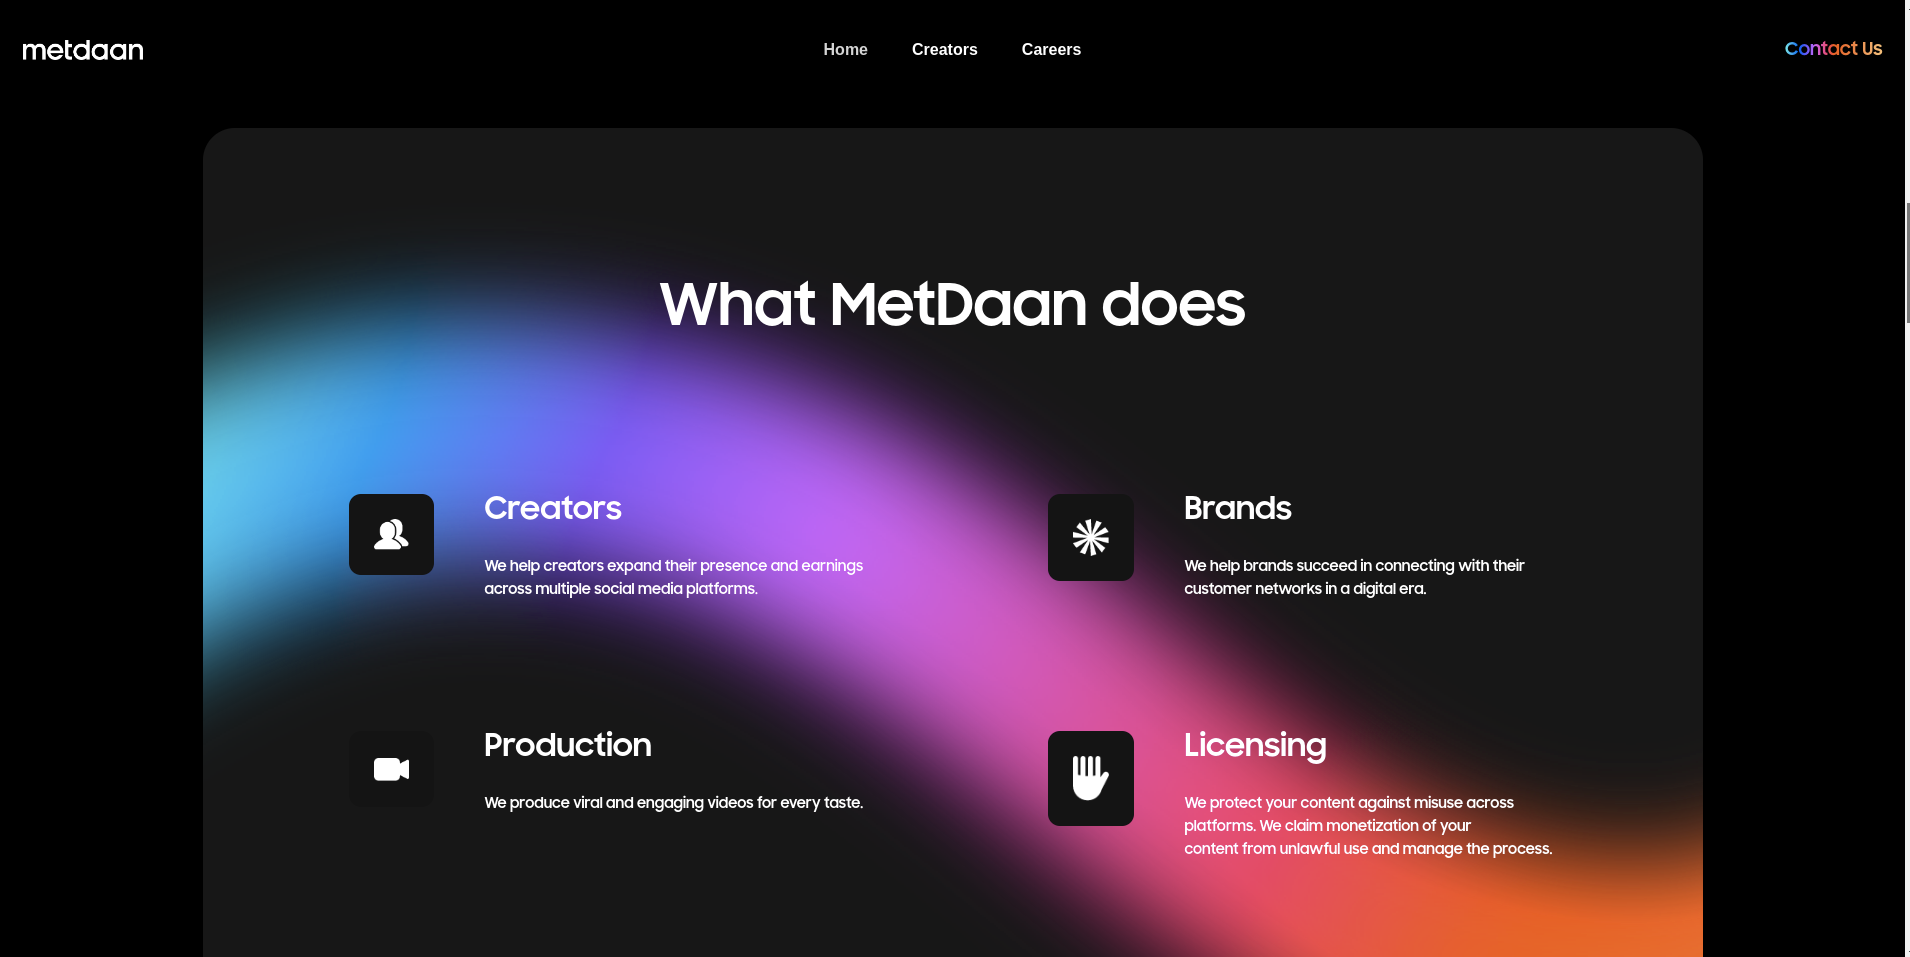 metdaan
Home
Creators
Careers
Contact Us
What MetDaan does
Creators
We help creators expand their presence and earnings
across multiple social media platforms.
Brands
We help brands succeed in connecting with their
customer networks in a digital era.
Production
We produce viral and engaging videos for every taste.
Licensing
We protect your content against misuse across
platforms. We claim monetization of your
content from unlawful use and manage the process.